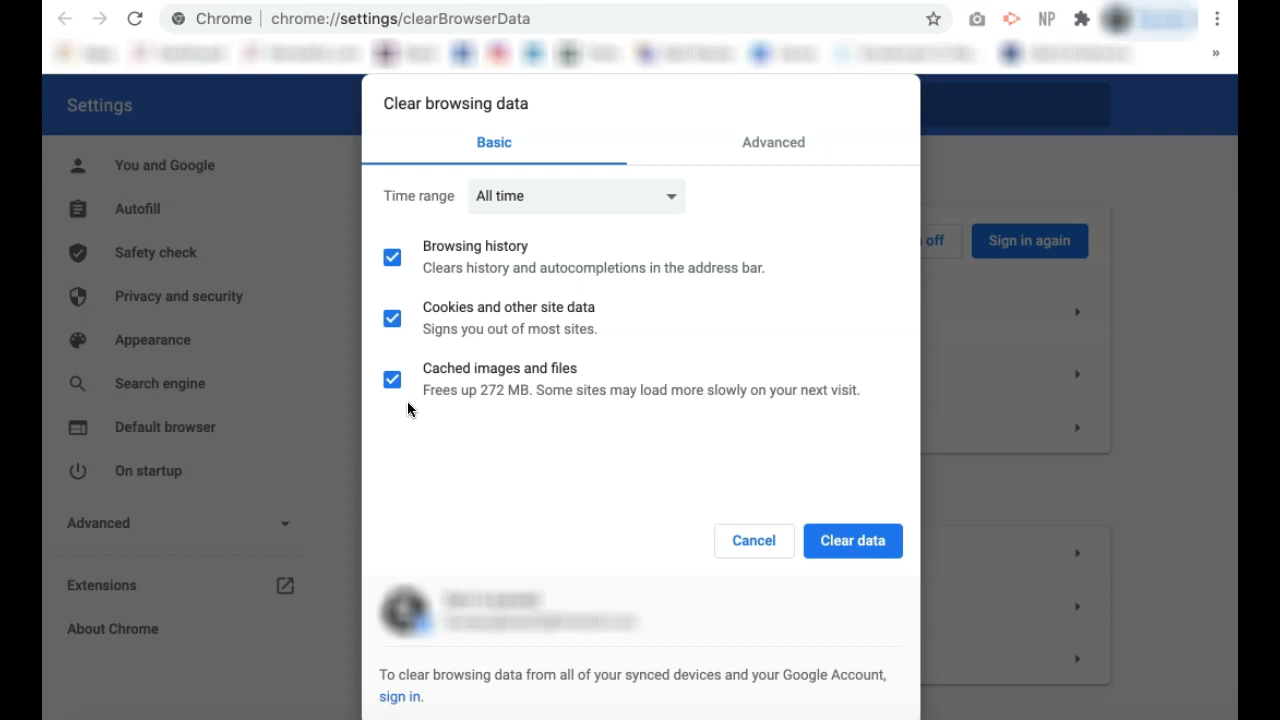 Chrome
chrome://settings/clearBrowserData
NP
»
Settings
You and Google
Autofill
Safety check
Privacy and security
Appearance
Search engine
Default browser
On startup
Advanced
Extensions
About Chrome
Clear browsing data
Basic
Advanced
Time range
All time
Browsing history
Clears history and autocompletions in the address bar.
Cookies and other site data
Signs you out of most sites.
Cached images and files
Frees up 272 MB. Some sites may load more slowly on your next visit.
Cancel
Clear data
To clear browsing data from all of your synced devices and your Google Account,
sign in.
off
Sign in again